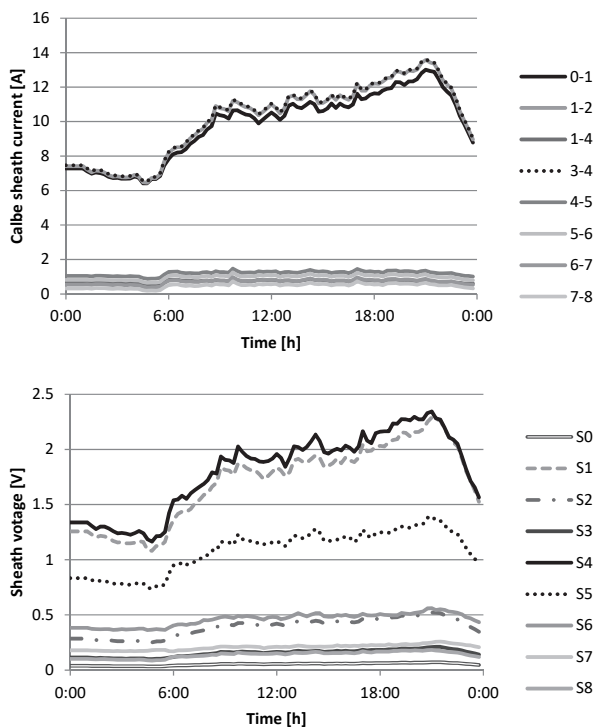 16
14
12
10
8
6
4
2
0
Calbe sheath current [A]
0:00 6:00 12:00 18:00 0:00
Time [h]
0-1
1-2
1-4
3-4
4-5
5-6
6-7
7-8
2.5
2
1.5
1
0.5
0
Sheath votage [V]
0:00 6:00 12:00 18:00 0:00
Time [h]
S0
S1
S2
S3
S4
S5
S6
S7
S8